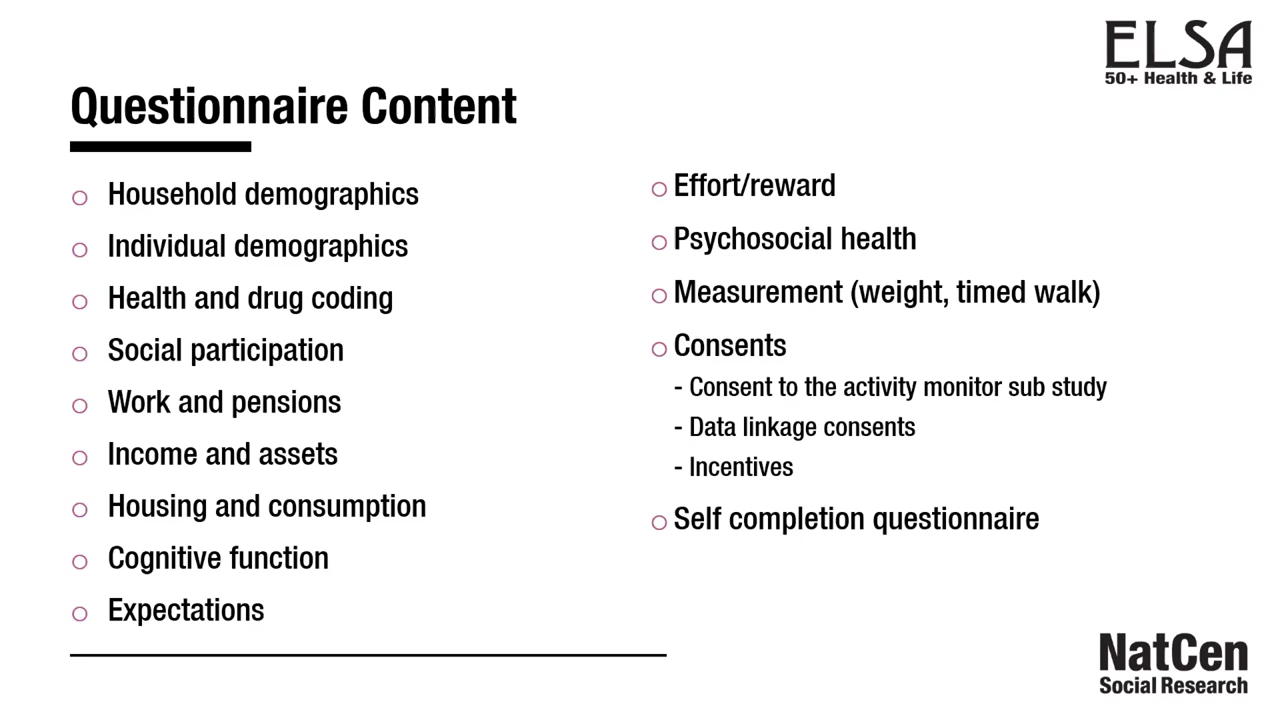 ELSA
50+ Health & Life
Questionnaire Content
Household demographics
Individual demographics
Health and drug coding
Social participation
Work and pensions
Income and assets
Housing and consumption
Cognitive function
Expectations
Effort/reward
Psychosocial health
Measurement (weight, timed walk)
Consents
- Consent to the activity monitor sub study
- Data linkage consents
- Incentives
Self completion questionnaire
NatCen
Social Research